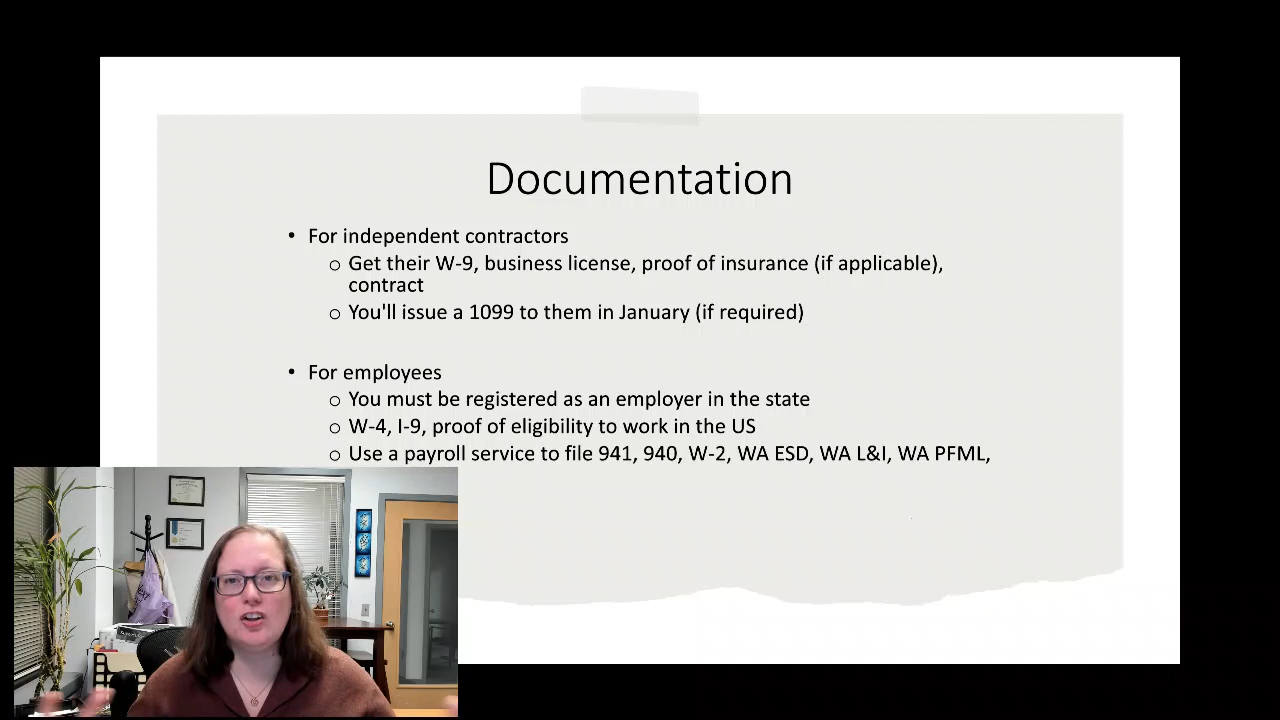 Documentation
• For independent contractors
o Get their W-9, business license, proof of insurance (if applicable),
contract
o You'll issue a 1099 to them in January (if required)
• For employees
o You must be registered as an employer in the state
o W-4, I-9, proof of eligibility to work in the US
o Use a payroll service to file 941, 940, W-2, WA ESD, WA L&I, WA PFML,